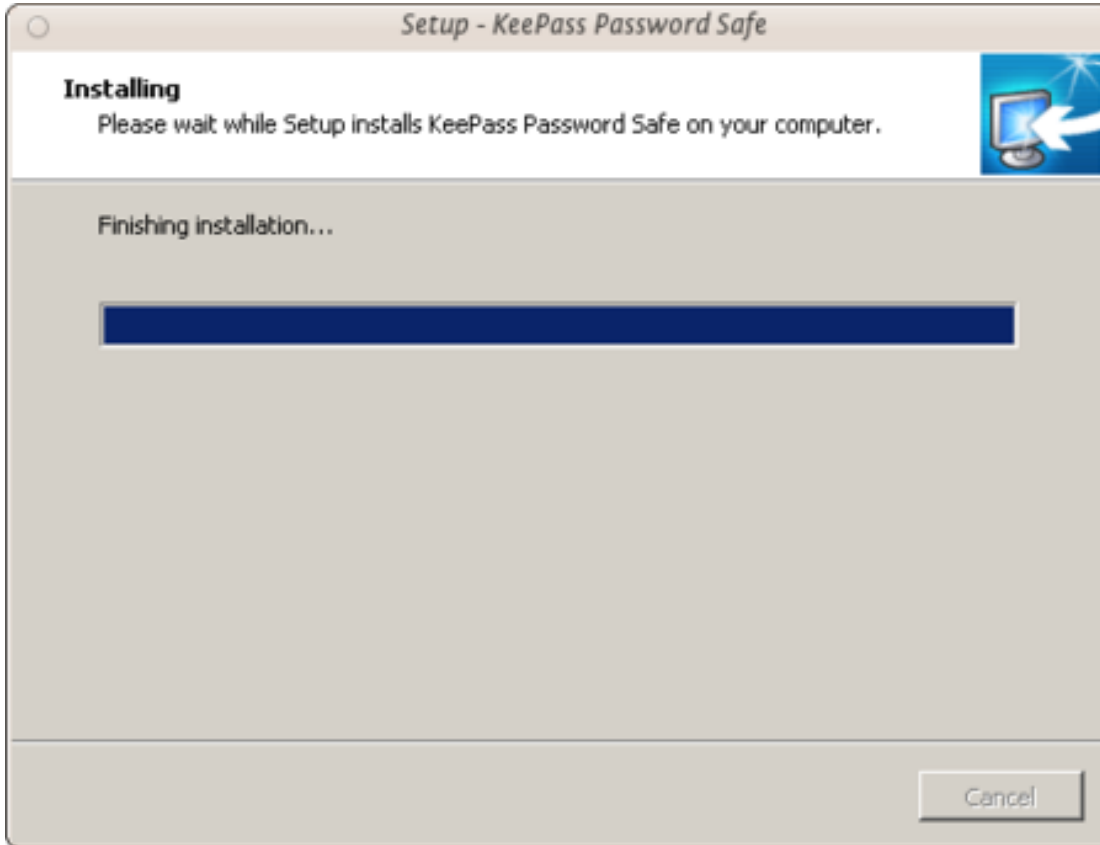 Setup - KeePass Password Safe
Installing
Please wait while Setup installs KeePass Password Safe on your computer.
Finishing installation...
Cancel